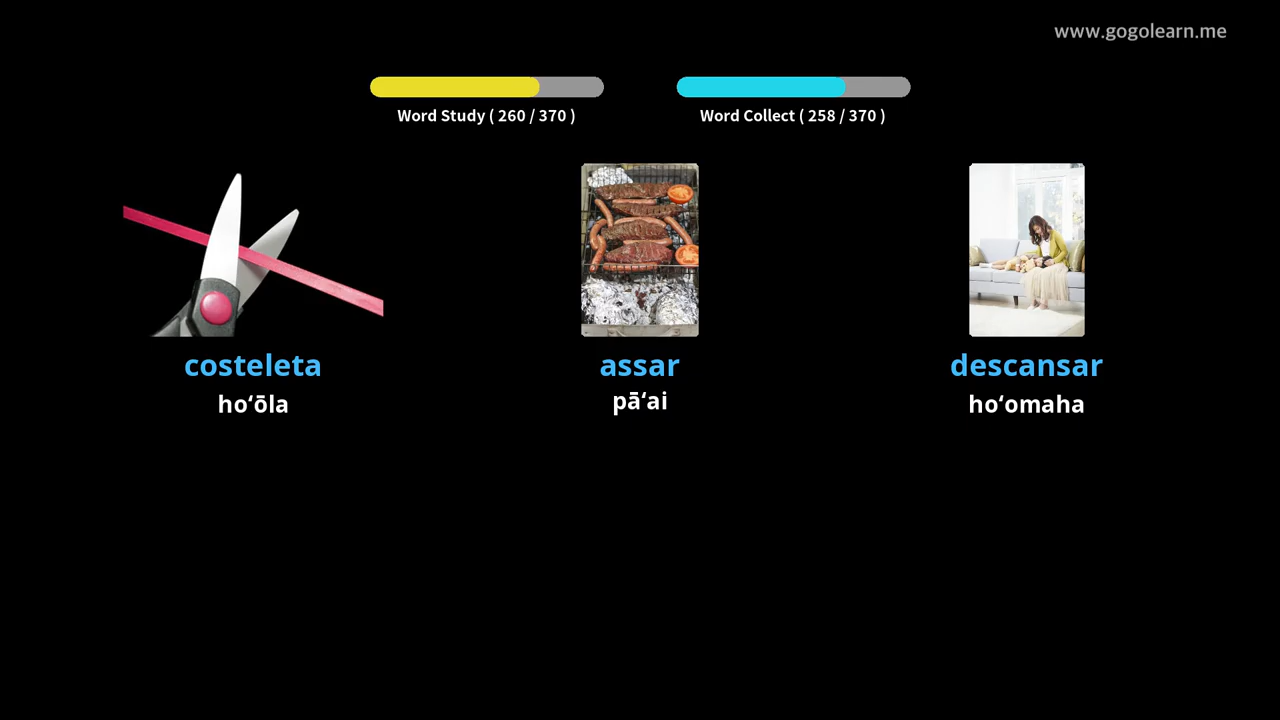 www.gogolearn.me
Word Study ( 260 / 370 )
Word Collect ( 258 / 370 )
costeleta
assar
descansar
hoʻōla
pāʻai
hoʻomaha